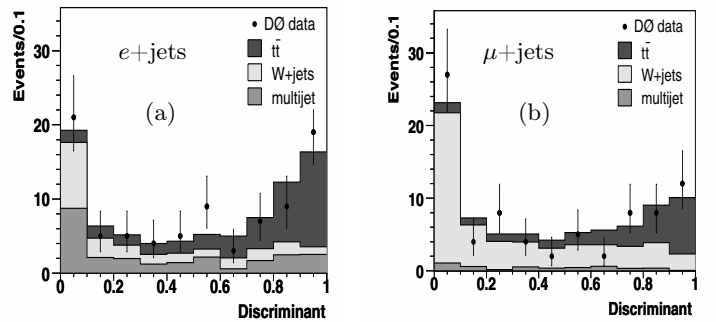 Events/0.1
30
20
10
0
0
0.2
0.4
0.6
0.8
1
Discriminant
e+jets
(a)
DØ data
tt̄
W+jets
multijet
Events/0.1
30
20
10
0
0
0.2
0.4
0.6
0.8
1
Discriminant
μ+jets
(b)
DØ data
tt̄
W+jets
multijet